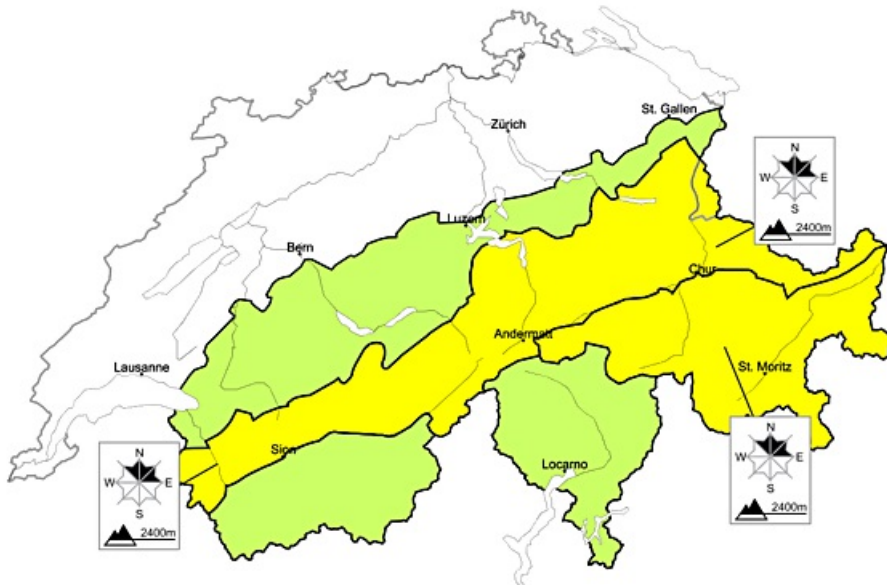 St. Gallen
Zürich
N
W E
S
2400m
Luzern
Bern
Chur
Andermatt
Lausanne
St. Moritz
N
W E
S
2400m
Sion
Locarno
N
W E
S
2400m